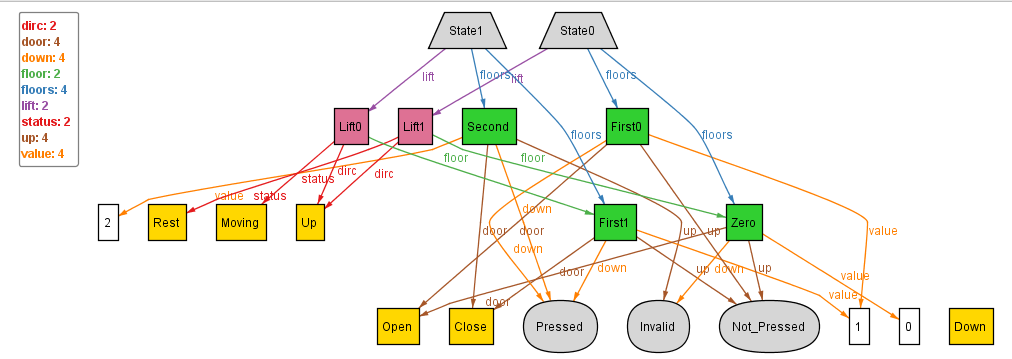 dirc: 2
door: 4
down: 4
floor: 2
floors: 4
lift: 2
status: 2
up: 4
value: 4
State1
State0
lift
floors
lift
floors
Lift0
Lift1
Second
First0
floors
floors
floor
floor
status
dirc
dirc
value
status
2
Rest
Moving
Up
down
First1
Zero
door
door
down
up
up
value
door
down
up
down
up
value
door
value
Open
Close
Pressed
Invalid
Not_Pressed
1
0
Down